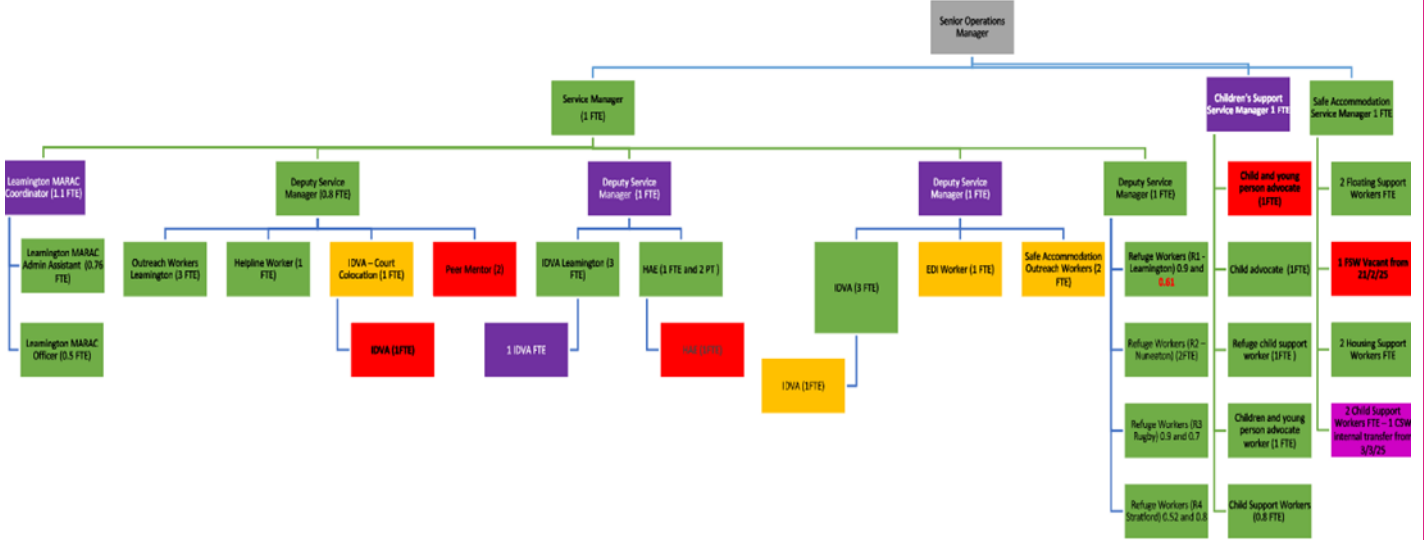 Senior Operations
Manager
Service Manager
(1 FTE)
Children's Support
Service Manager 1 FTE
Safe Accommodation
Service Manager 1 FTE
Leamington MARAC
Coordinator (1.1 FTE)
Deputy Service
Manager (0.8 FTE)
Deputy Service
Manager (1 FTE)
Deputy Service
Manager (1 FTE)
Deputy Service
Manager (1 FTE)
Child and young
person advocate
(1FTE)
2 Floating Support
Workers FTE
Leamington MARAC
Admin Assistant (0.76
FTE)
Outreach Workers
Leamington (3 FTE)
Helpline Worker (1
FTE)
IDVA – Court
Colocation (1 FTE)
Peer Mentor (2)
IDVA Leamington (3
FTE)
HAE (1 FTE and 2 PT )
IDVA (3 FTE)
EDI Worker (1 FTE)
Safe Accommodation
Outreach Workers (2
FTE)
Refuge Workers (R1 -
Leamington) 0.9 and
0.61
Child advocate (1FTE)
1 FSW Vacant from
21/2/25
Leamington MARAC
Officer (0.5 FTE)
IDVA (1FTE)
1 IDVA FTE
HAE (1FTE)
IDVA (1FTE)
Refuge Workers (R2 –
Nuneaton) (2FTE)
Refuge child support
worker (1FTE )
2 Housing Support
Workers FTE
Refuge Workers (R3
Rugby) 0.9 and 0.7
Children and young
person advocate
worker (1 FTE)
2 Child Support
Workers FTE – 1 CSW
internal transfer from
3/3/25
Refuge Workers (R4
Stratford) 0.52 and 0.8
Child Support Workers
(0.8 FTE)